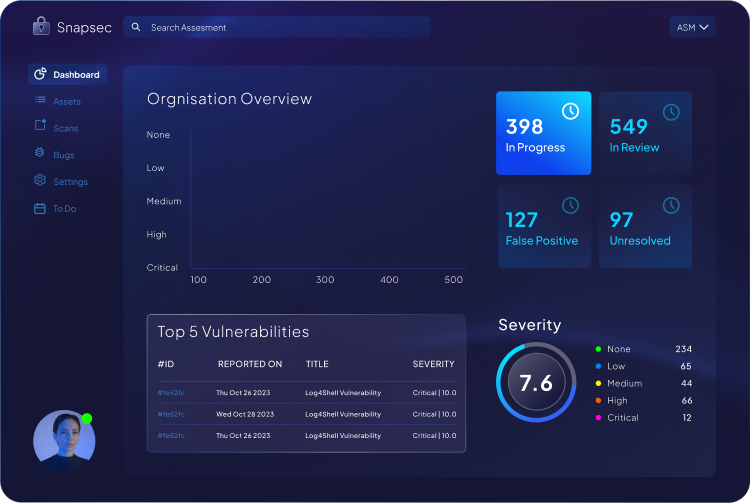 Snapsec
Search Assesment
ASM
Dashboard
Assets
Scans
Bugs
Settings
To Do
Orgnisation Overview
None
Low
Medium
High
Critical
100 200 300 400 500
398
In Progress
549
In Review
127
False Positive
97
Unresolved
Top 5 Vulnerabilities
#ID REPORTED ON TITLE SEVERITY
#fe52fc Thu Oct 26 2023 Log4Shell Vulnerability Critical | 10.0
#fe52fc Wed Oct 28 2023 Log4Shell Vulnerability Critical | 10.0
#fe52fc Thu Oct 26 2023 Log4Shell Vulnerability Critical | 10.0
Severity
7.6
None 234
Low 65
Medium 44
High 66
Critical 12